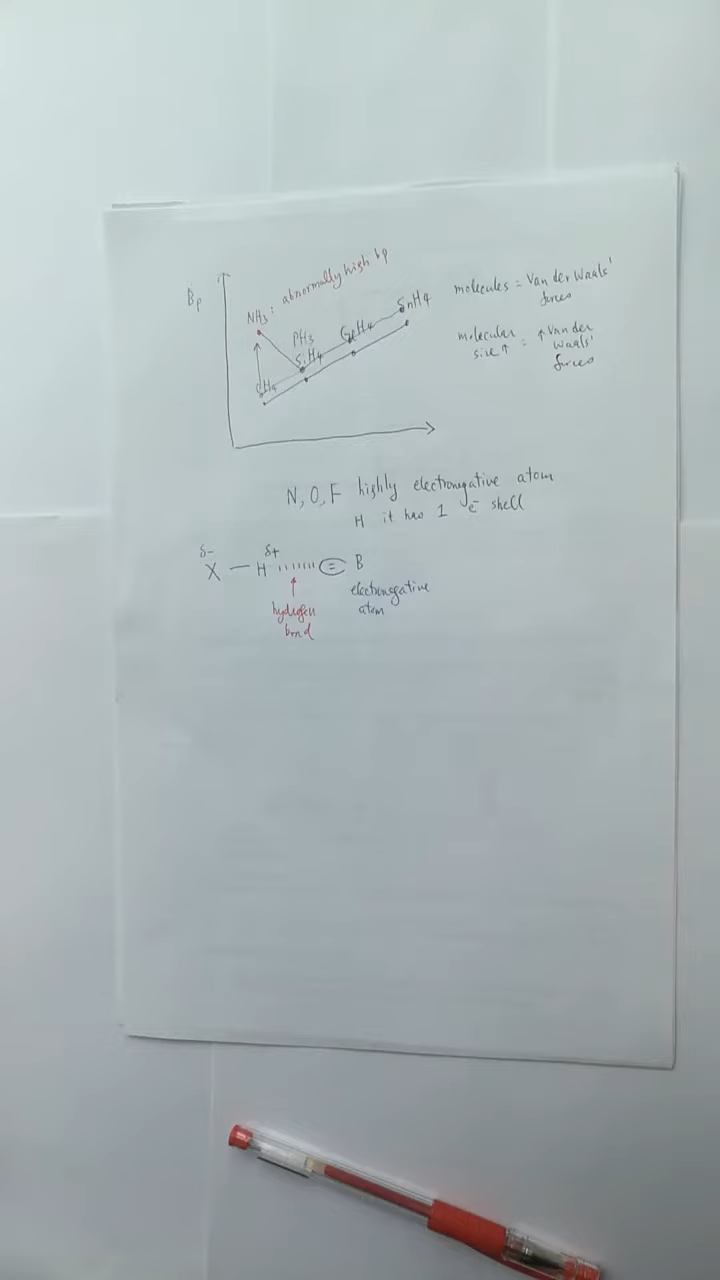 Bp
NH3: abnormally high bp
PH3
SiH4
CH4
GeH4
SnH4
molecules = Van der Waals'
forces
molecular
size ↑ = ↑ Van der
Waals'
forces
N, O, F highly electronegative atom
H it has 1 e⁻ shell
δ- δ+
X — H ıııııı = B
hydrogen
bond
electronegative
atom